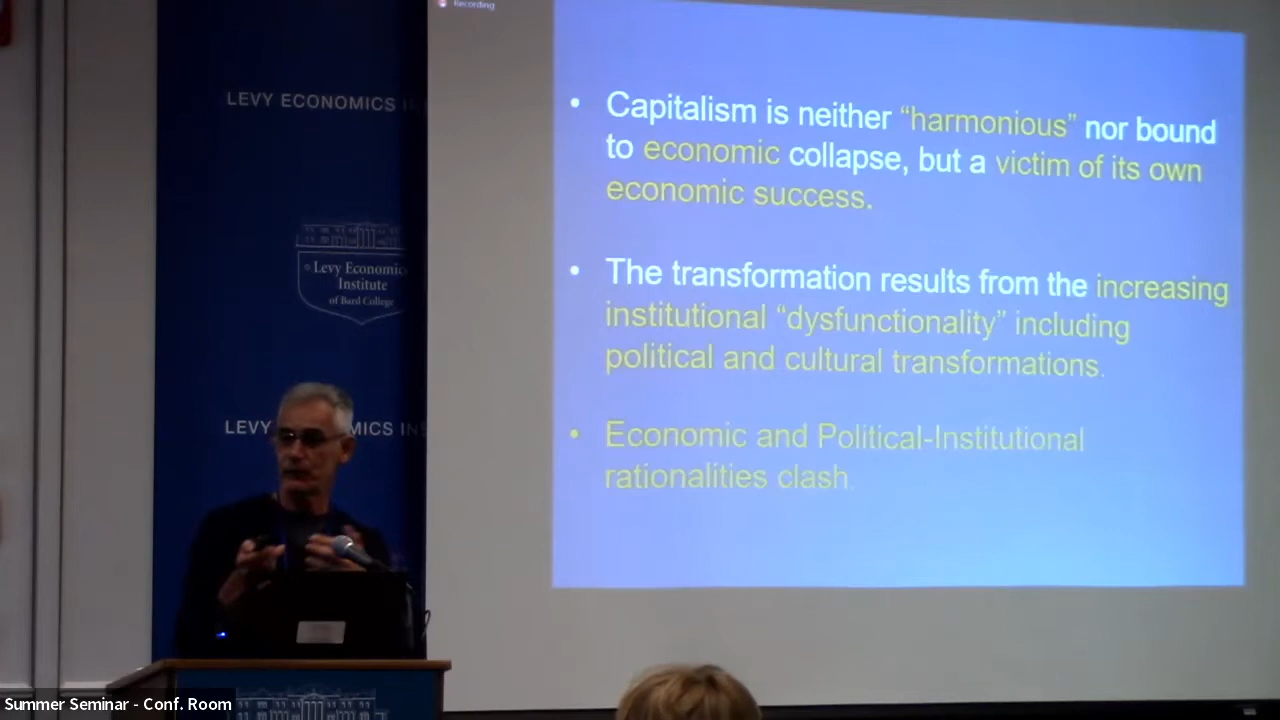 Recording
LEVY ECONOMICS
Levy Economic
Institute
of Bard College
LEVY
MICS IN
• Capitalism is neither “harmonious” nor bound
to economic collapse, but a victim of its own
economic success.
• The transformation results from the increasing
institutional “dysfunctionality” including
political and cultural transformations.
• Economic and Political-Institutional
rationalities clash.
Summer Seminar - Conf. Room